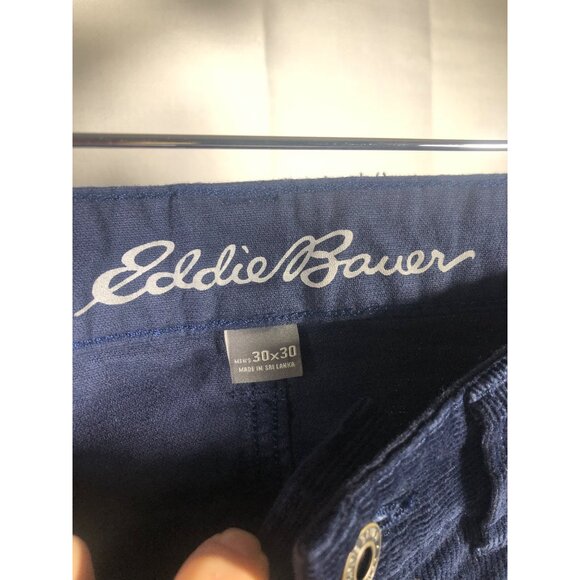 Eddie Bauer
MEN'S 30x30
MADE IN SRI LANKA